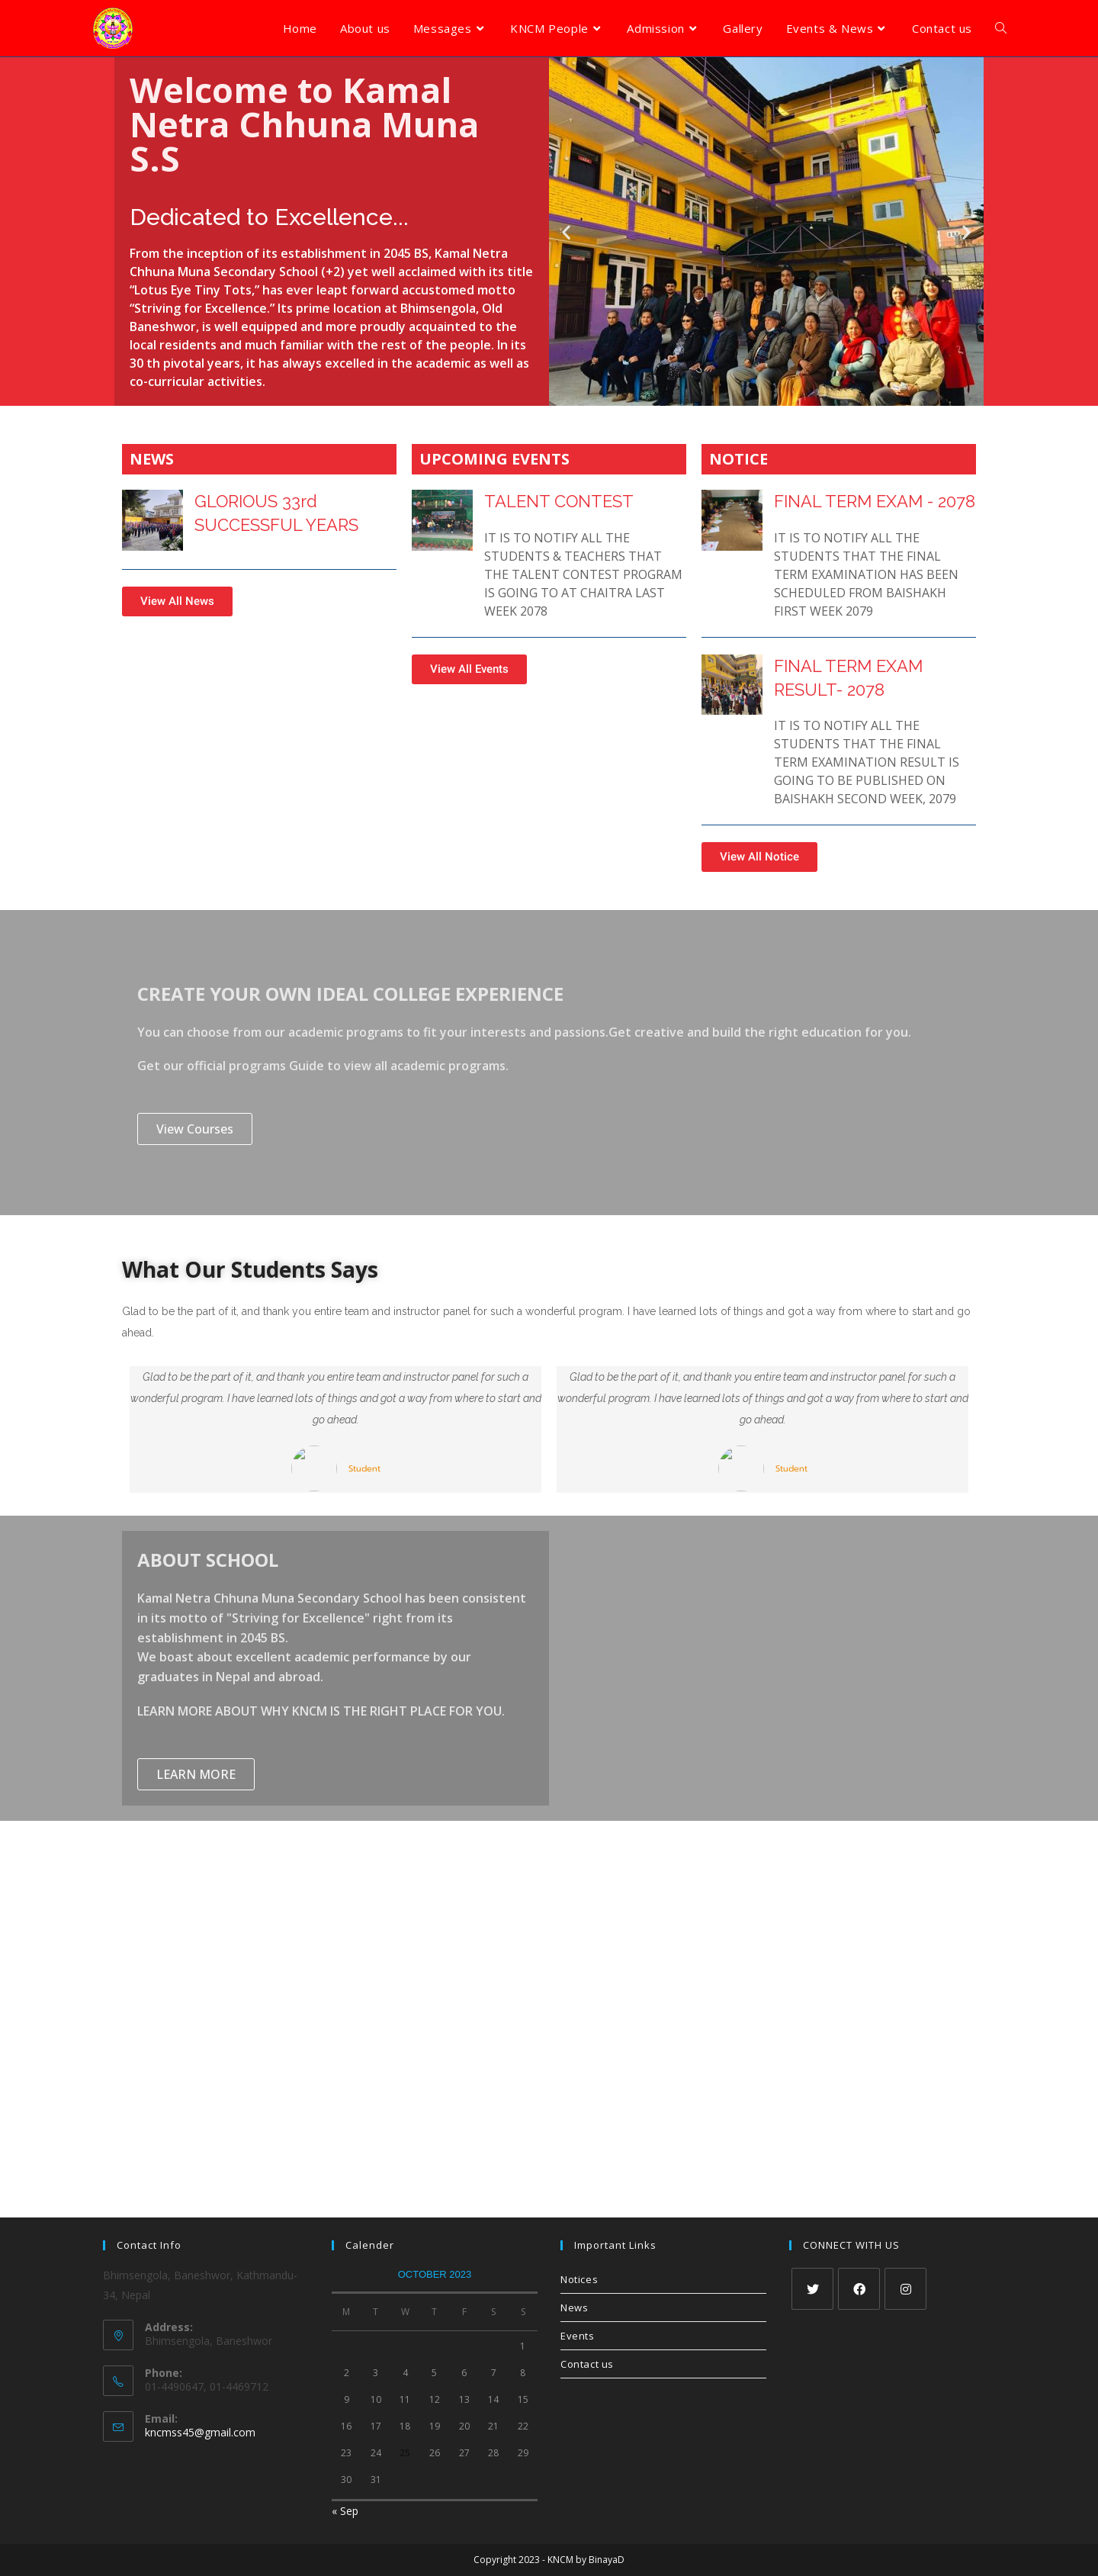 Home
About us
Messages
KNCM People
Admission
Gallery
Events & News
Contact us
Welcome to Kamal
Netra Chhuna Muna
S.S
Dedicated to Excellence...
From the inception of its establishment in 2045 BS, Kamal Netra
Chhuna Muna Secondary School (+2) yet well acclaimed with its title
“Lotus Eye Tiny Tots,” has ever leapt forward accustomed motto
“Striving for Excellence.” Its prime location at Bhimsengola, Old
Baneshwor, is well equipped and more proudly acquainted to the
local residents and much familiar with the rest of the people. In its
30 th pivotal years, it has always excelled in the academic as well as
co-curricular activities.
NEWS
GLORIOUS 33rd
SUCCESSFUL YEARS
View All News
UPCOMING EVENTS
TALENT CONTEST
IT IS TO NOTIFY ALL THE
STUDENTS & TEACHERS THAT
THE TALENT CONTEST PROGRAM
IS GOING TO AT CHAITRA LAST
WEEK 2078
View All Events
NOTICE
FINAL TERM EXAM - 2078
IT IS TO NOTIFY ALL THE
STUDENTS THAT THE FINAL
TERM EXAMINATION HAS BEEN
SCHEDULED FROM BAISHAKH
FIRST WEEK 2079
FINAL TERM EXAM
RESULT- 2078
IT IS TO NOTIFY ALL THE
STUDENTS THAT THE FINAL
TERM EXAMINATION RESULT IS
GOING TO BE PUBLISHED ON
BAISHAKH SECOND WEEK, 2079
View All Notice
CREATE YOUR OWN IDEAL COLLEGE EXPERIENCE
You can choose from our academic programs to fit your interests and passions.Get creative and build the right education for you.
Get our official programs Guide to view all academic programs.
View Courses
What Our Students Says
Glad to be the part of it, and thank you entire team and instructor panel for such a wonderful program. I have learned lots of things and got a way from where to start and go
ahead.
Glad to be the part of it, and thank you entire team and instructor panel for such a
wonderful program. I have learned lots of things and got a way from where to start and
go ahead.
Student
Glad to be the part of it, and thank you entire team and instructor panel for such a
wonderful program. I have learned lots of things and got a way from where to start and
go ahead.
Student
ABOUT SCHOOL
Kamal Netra Chhuna Muna Secondary School has been consistent
in its motto of "Striving for Excellence" right from its
establishment in 2045 BS.
We boast about excellent academic performance by our
graduates in Nepal and abroad.
LEARN MORE ABOUT WHY KNCM IS THE RIGHT PLACE FOR YOU.
LEARN MORE
Contact Info
Bhimsengola, Baneshwor, Kathmandu-
34, Nepal
Address:
Bhimsengola, Baneshwor
Phone:
01-4490647, 01-4469712
Email:
kncmss45@gmail.com
Calender
OCTOBER 2023
M T W T F S S
1
2 3 4 5 6 7 8
9 10 11 12 13 14 15
16 17 18 19 20 21 22
23 24 25 26 27 28 29
30 31
« Sep
Important Links
Notices
News
Events
Contact us
CONNECT WITH US
Copyright 2023 - KNCM by BinayaD